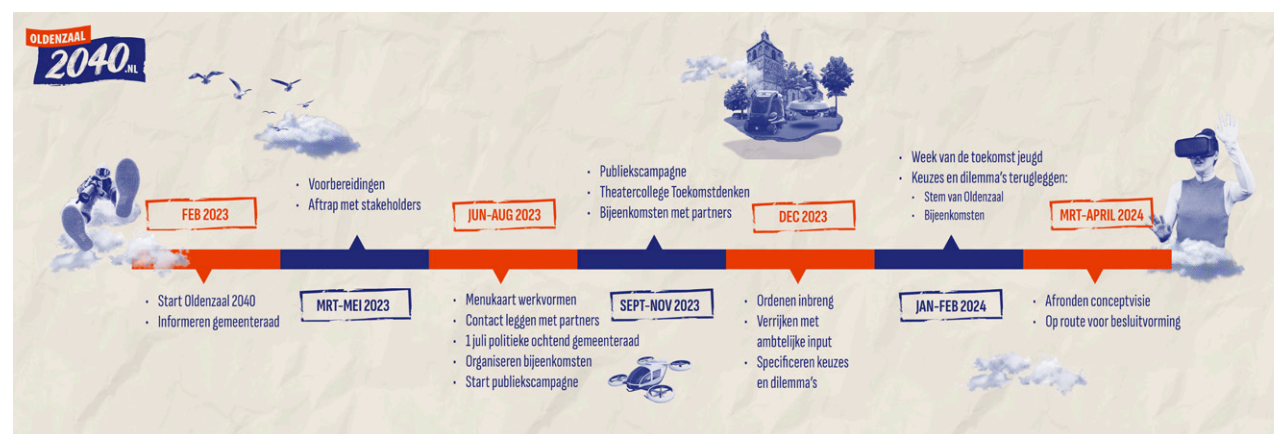 OLDENZAAL
2040.NL
FEB 2023
• Start Oldenzaal 2040
• Informeren gemeenteraad
• Voorbereidingen
• Aftrap met stakeholders
MRT-MEI 2023
JUN-AUG 2023
• Menukaart werkvormen
• Contact leggen met partners
• 1 juli politieke ochtend gemeenteraad
• Organiseren bijeenkomsten
• Start publiekscampagne
• Publiekscampagne
• Theatercollege Toekomstdenken
• Bijeenkomsten met partners
SEPT-NOV 2023
DEC 2023
• Ordenen inbreng
• Verrijken met
ambtelijke input
• Specificeren keuzes
en dilemma's
• Week van de toekomst jeugd
• Keuzes en dilemma's terugleggen:
• Stem van Oldenzaal
• Bijeenkomsten
JAN-FEB 2024
MRT-APRIL 2024
• Afronden conceptvisie
• Op route voor besluitvorming